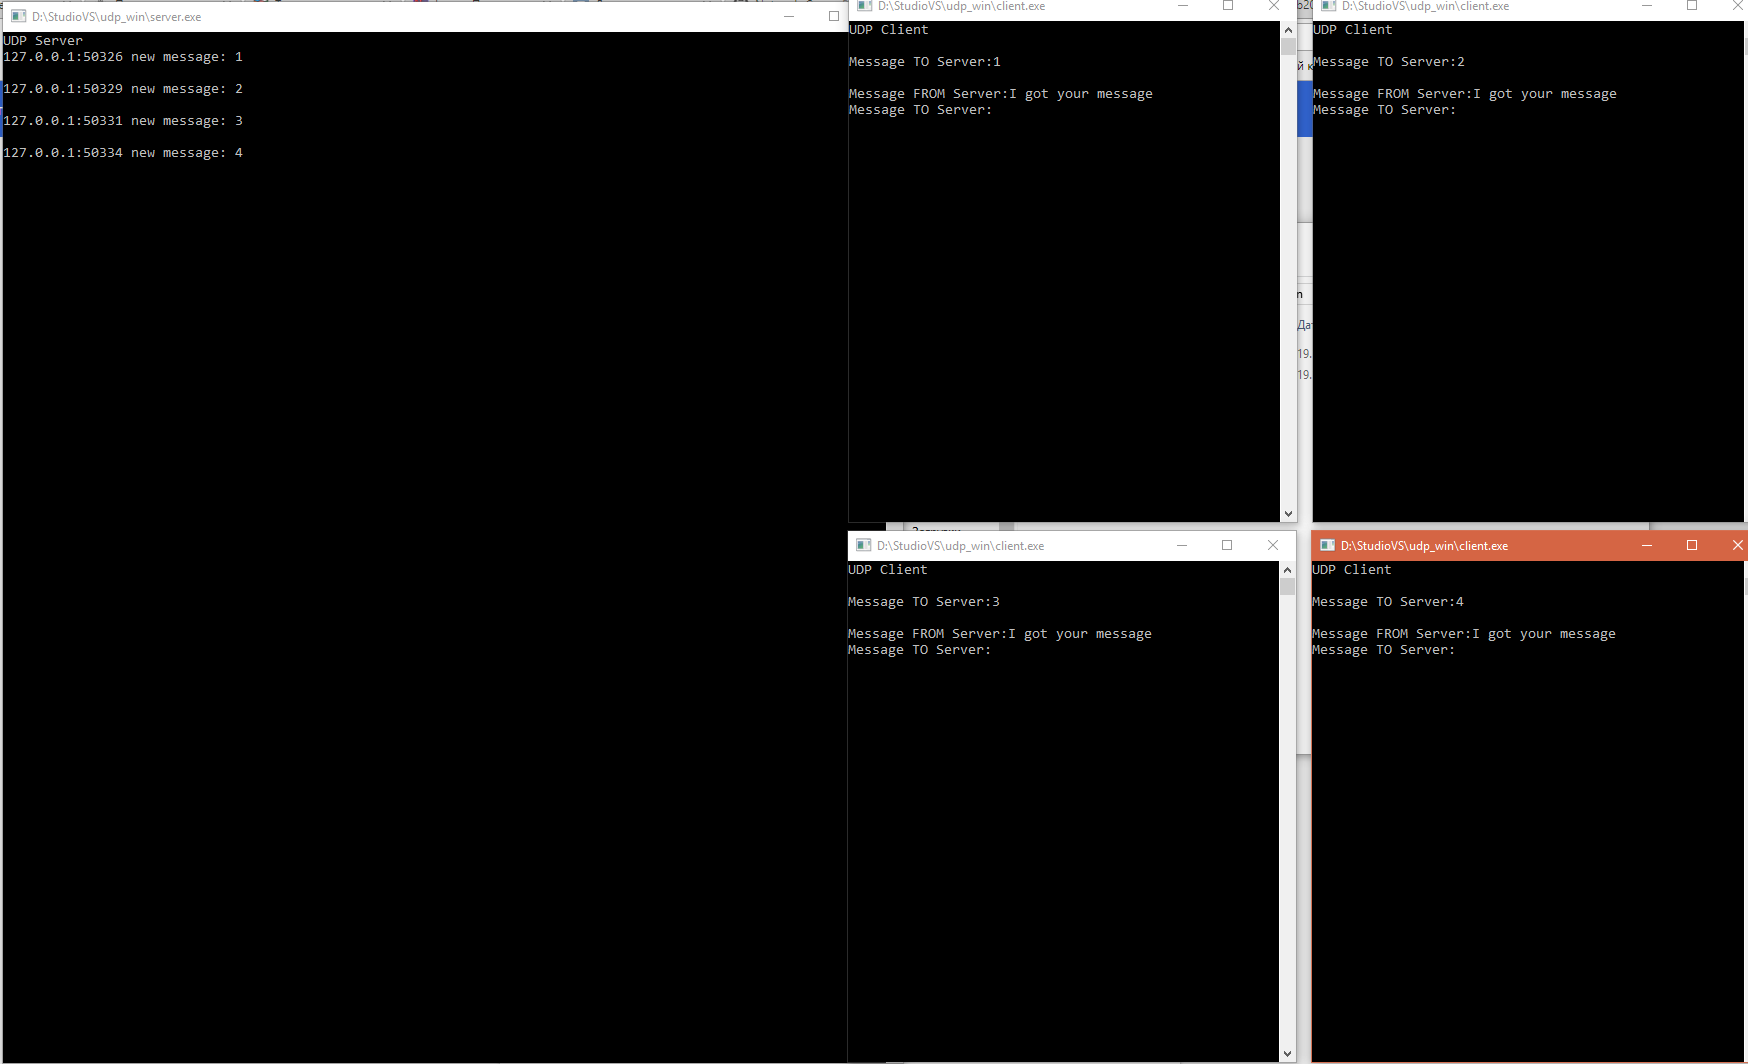 D:\StudioVS\udp_win\server.exe
UDP Server
127.0.0.1:50326 new message: 1
127.0.0.1:50329 new message: 2
127.0.0.1:50331 new message: 3
127.0.0.1:50334 new message: 4
D:\StudioVS\udp_win\client.exe
UDP Client
Message TO Server:1
Message FROM Server:I got your message
Message TO Server:
D:\StudioVS\udp_win\client.exe
UDP Client
Message TO Server:2
Message FROM Server:I got your message
Message TO Server:
й к
n
Дат
19.
19.
D:\StudioVS\udp_win\client.exe
UDP Client
Message TO Server:3
Message FROM Server:I got your message
Message TO Server:
D:\StudioVS\udp_win\client.exe
UDP Client
Message TO Server:4
Message FROM Server:I got your message
Message TO Server: